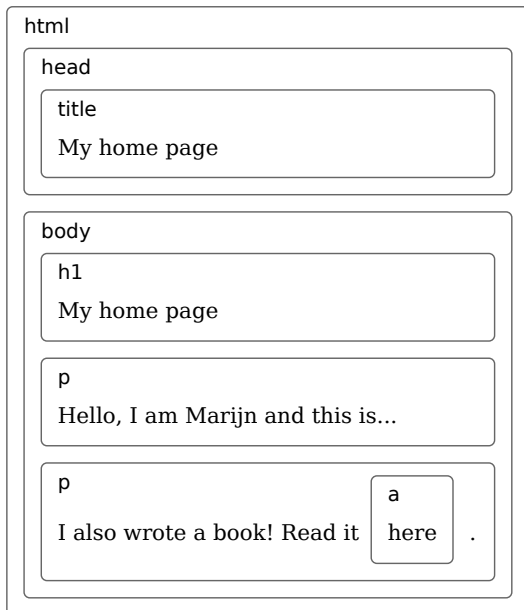 html
head
title
My home page
body
h1
My home page
p
Hello, I am Marijn and this is...
p
a
I also wrote a book! Read it here .